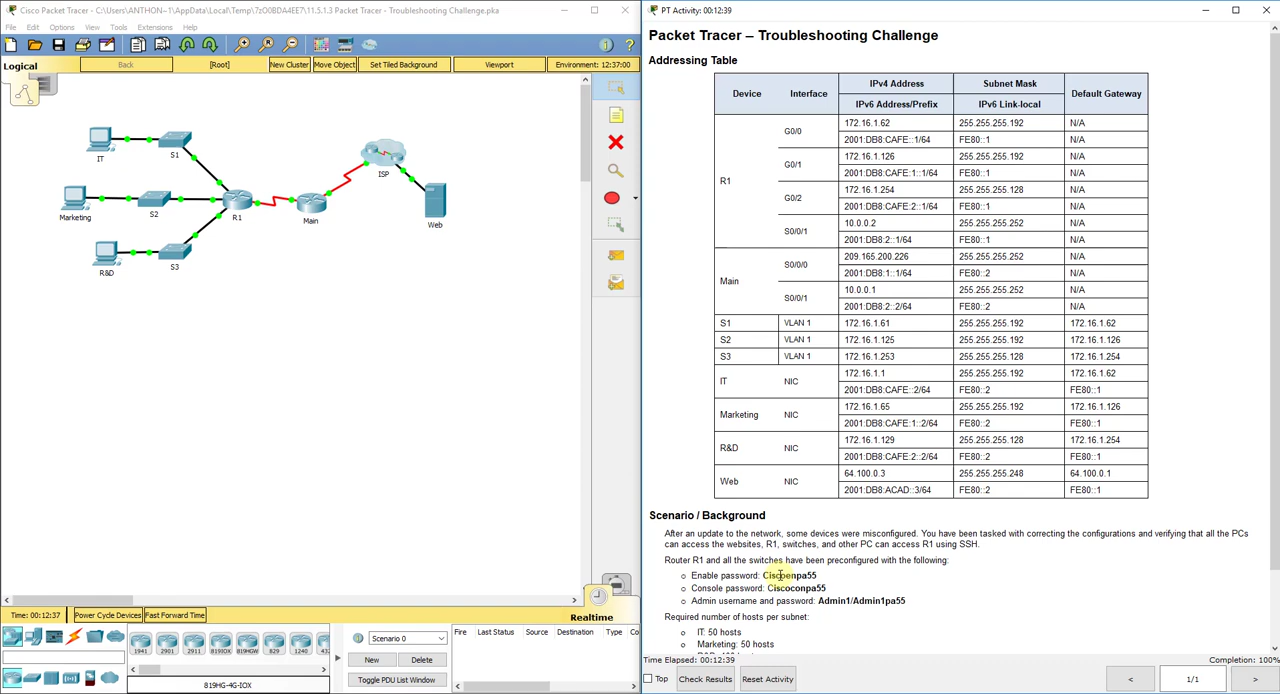 Cisco Packet Tracer - C:\Users\ANTHON~1\AppData\Local\Temp\7zO0BDA4EE7\11.5.1.3 Packet Tracer - Troubleshooting Challenge.pka
File Edit Options View Tools Extensions Help
Logical Back [Root] New Cluster Move Object Set Tiled Background Viewport Environment: 12:37:00
IT
S1
ISP
Marketing
S2
R1
Main
Web
R&D
S3
Time: 00:12:37 Power Cycle Devices Fast Forward Time Realtime
1941 2901 2911 819IOX 819HGW 829 1240
819HG-4G-IOX
Scenario 0
New Delete
Toggle PDU List Window
Fire Last Status Source Destination Type Co
PT Activity: 00:12:39
Packet Tracer – Troubleshooting Challenge
Addressing Table
Device Interface IPv4 Address Subnet Mask Default Gateway
IPv6 Address/Prefix IPv6 Link-local
R1 G0/0 172.16.1.62 255.255.255.192 N/A
2001:DB8:CAFE::1/64 FE80::1 N/A
G0/1 172.16.1.126 255.255.255.192 N/A
2001:DB8:CAFE:1::1/64 FE80::1 N/A
G0/2 172.16.1.254 255.255.255.128 N/A
2001:DB8:CAFE:2::1/64 FE80::1 N/A
S0/0/1 10.0.0.2 255.255.255.252 N/A
2001:DB8:2::1/64 FE80::1 N/A
Main S0/0/0 209.165.200.226 255.255.255.252 N/A
2001:DB8:1::1/64 FE80::2 N/A
S0/0/1 10.0.0.1 255.255.255.252 N/A
2001:DB8:2::2/64 FE80::2 N/A
S1 VLAN 1 172.16.1.61 255.255.255.192 172.16.1.62
S2 VLAN 1 172.16.1.125 255.255.255.192 172.16.1.126
S3 VLAN 1 172.16.1.253 255.255.255.128 172.16.1.254
IT NIC 172.16.1.1 255.255.255.192 172.16.1.62
2001:DB8:CAFE::2/64 FE80::2 FE80::1
Marketing NIC 172.16.1.65 255.255.255.192 172.16.1.126
2001:DB8:CAFE:1::2/64 FE80::2 FE80::1
R&D NIC 172.16.1.129 255.255.255.128 172.16.1.254
2001:DB8:CAFE:2::2/64 FE80::2 FE80::1
Web NIC 64.100.0.3 255.255.255.248 64.100.0.1
2001:DB8:ACAD::3/64 FE80::2 FE80::1
Scenario / Background
After an update to the network, some devices were misconfigured. You have been tasked with correcting the configurations and verifying that all the PCs
can access the websites, R1, switches, and other PC can access R1 using SSH.
Router R1 and all the switches have been preconfigured with the following:
o Enable password: Ciscoenpa55
o Console password: Ciscoconpa55
o Admin username and password: Admin1/Admin1pa55
Required number of hosts per subnet:
o IT: 50 hosts
o Marketing: 50 hosts
Time Elapsed: 00:12:39 Completion: 100%
Top Check Results Reset Activity < 1/1 >